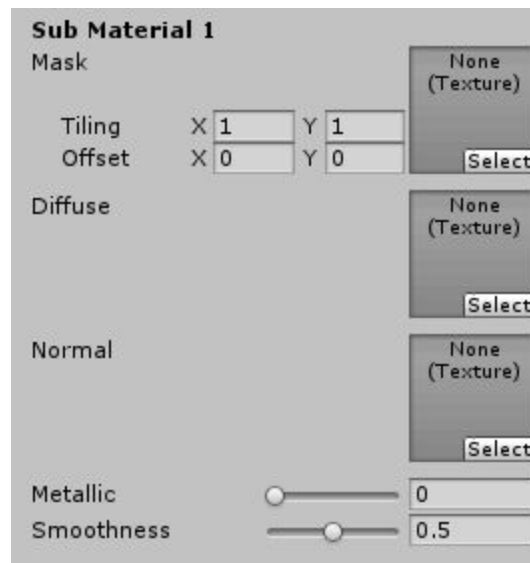 Sub Material 1
Mask
None
(Texture)
Tiling X 1 Y 1
Offset X 0 Y 0
Select
Diffuse
None
(Texture)
Select
Normal
None
(Texture)
Select
Metallic 0
Smoothness 0.5